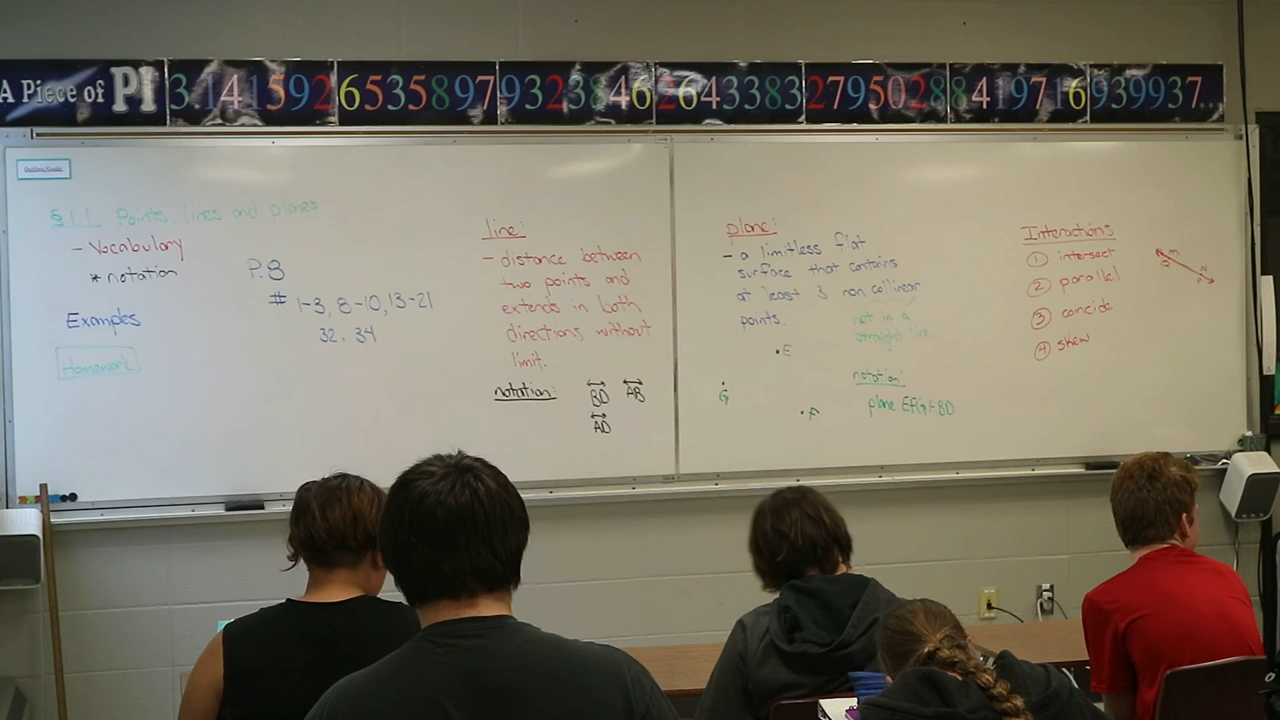 A Piece of PI 3.141592653589793238462643383279502884197169399 37...
Outline/Goals:
§ 1.1: Points, lines and planes
- Vocabulary
* notation
Examples
Homework
P. 8
# 1-3, 8-10, 13-21
32, 34
line:
- distance between
two points and
extends in both
directions without
limit.
notation: BD AB
AD
plane:
- a limitless flat
surface that contains
at least 3 non collinear
points.
not in a
straight line
• E
G
• F
notation:
plane EFG
Interactions
① intersect
② parallel
③ coincide
④ skew